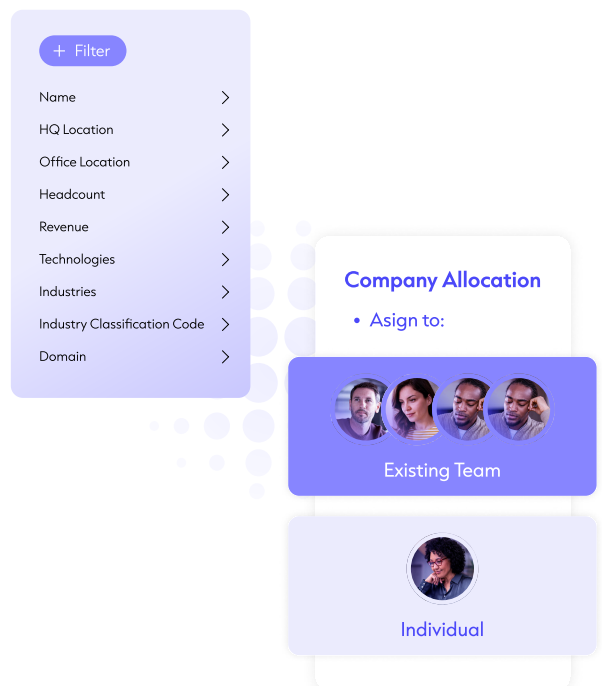 + Filter
Name
HQ Location
Office Location
Headcount
Revenue
Technologies
Industries
Industry Classification Code
Domain
Company Allocation
• Asign to:
Existing Team
Individual